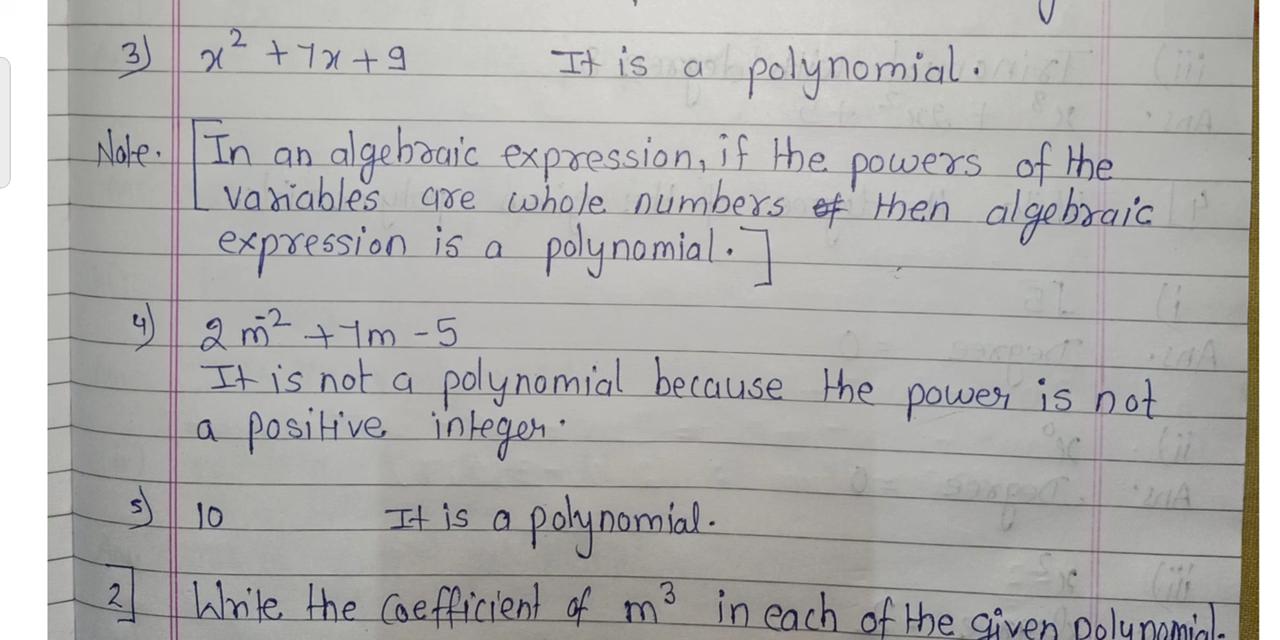 3) x² + 7x + 9 It is a polynomial.
Note. [In an algebraic expression, if the powers of the
variables are whole numbers then algebraic
expression is a polynomial.]
4) 2m⁻² + 7m - 5
It is not a polynomial because the power is not
a positive integer.
5) 10 It is a polynomial.
2] Write the coefficient of m³ in each of the given polynomial.